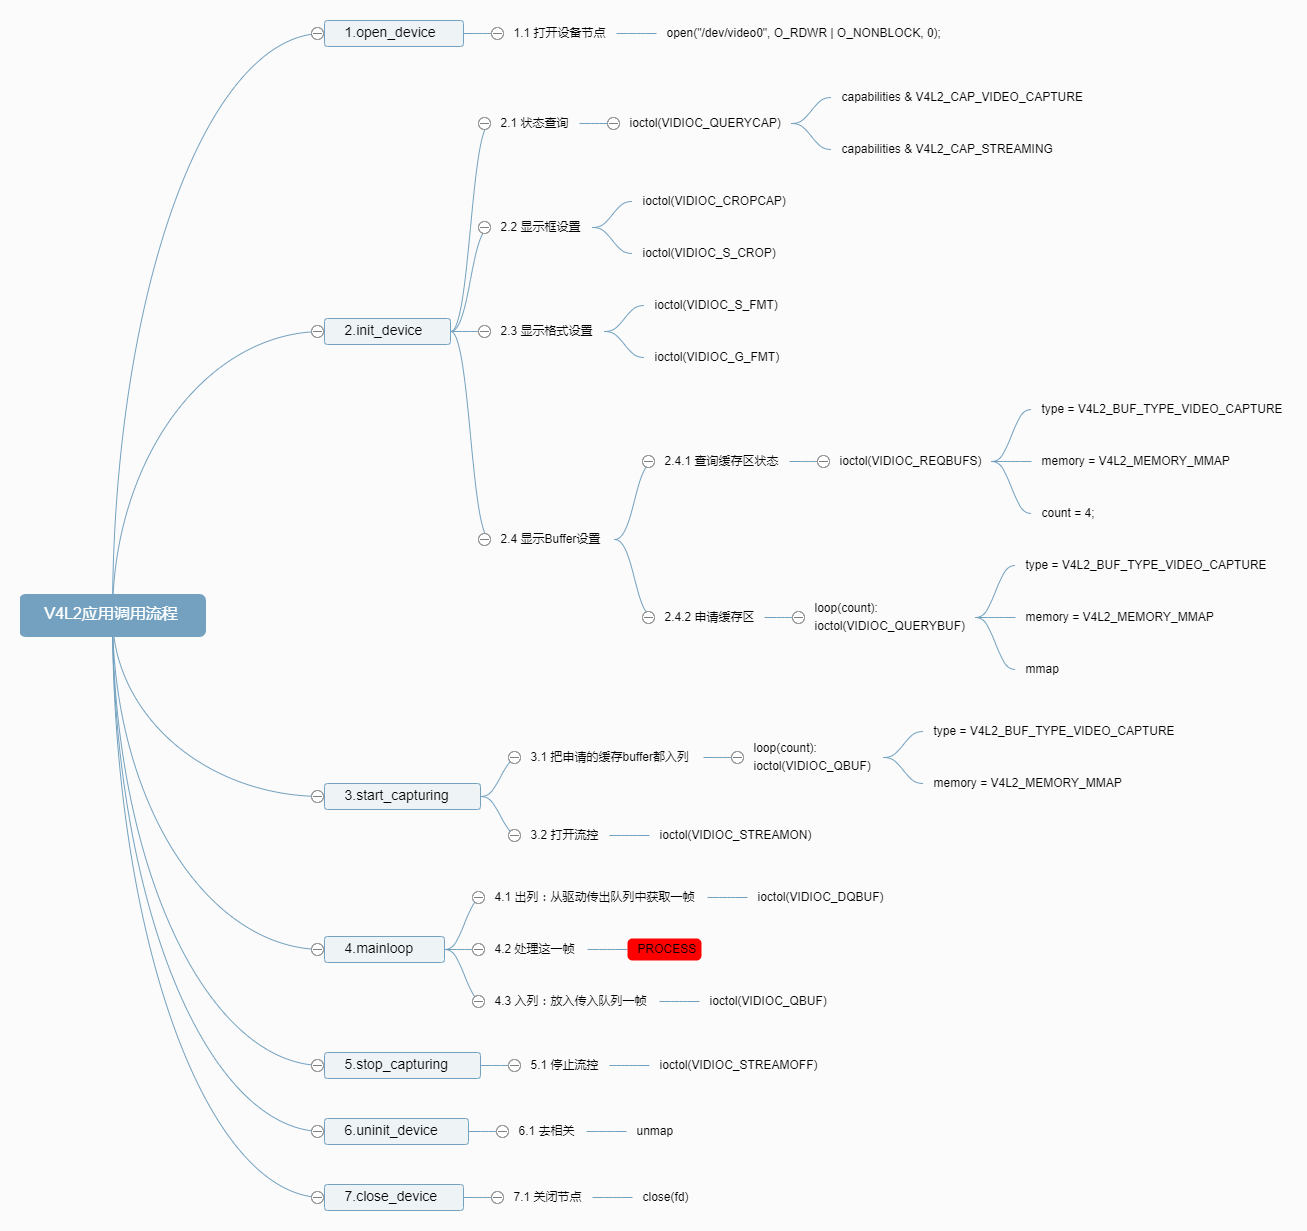 V4L2应用调用流程
1.open_device
1.1 打开设备节点
open("/dev/video0", O_RDWR | O_NONBLOCK, 0);
2.init_device
2.1 状态查询
ioctol(VIDIOC_QUERYCAP)
capabilities & V4L2_CAP_VIDEO_CAPTURE
capabilities & V4L2_CAP_STREAMING
2.2 显示框设置
ioctol(VIDIOC_CROPCAP)
ioctol(VIDIOC_S_CROP)
2.3 显示格式设置
ioctol(VIDIOC_S_FMT)
ioctol(VIDIOC_G_FMT)
2.4 显示Buffer设置
2.4.1 查询缓存区状态
ioctol(VIDIOC_REQBUFS)
type = V4L2_BUF_TYPE_VIDEO_CAPTURE
memory = V4L2_MEMORY_MMAP
count = 4;
2.4.2 申请缓存区
loop(count):
ioctol(VIDIOC_QUERYBUF)
type = V4L2_BUF_TYPE_VIDEO_CAPTURE
memory = V4L2_MEMORY_MMAP
mmap
3.start_capturing
3.1 把申请的缓存buffer都入列
loop(count):
ioctol(VIDIOC_QBUF)
type = V4L2_BUF_TYPE_VIDEO_CAPTURE
memory = V4L2_MEMORY_MMAP
3.2 打开流控
ioctol(VIDIOC_STREAMON)
4.mainloop
4.1 出列：从驱动传出队列中获取一帧
ioctol(VIDIOC_DQBUF)
4.2 处理这一帧
PROCESS
4.3 入列：放入传入队列一帧
ioctol(VIDIOC_QBUF)
5.stop_capturing
5.1 停止流控
ioctol(VIDIOC_STREAMOFF)
6.uninit_device
6.1 去相关
unmap
7.close_device
7.1 关闭节点
close(fd)